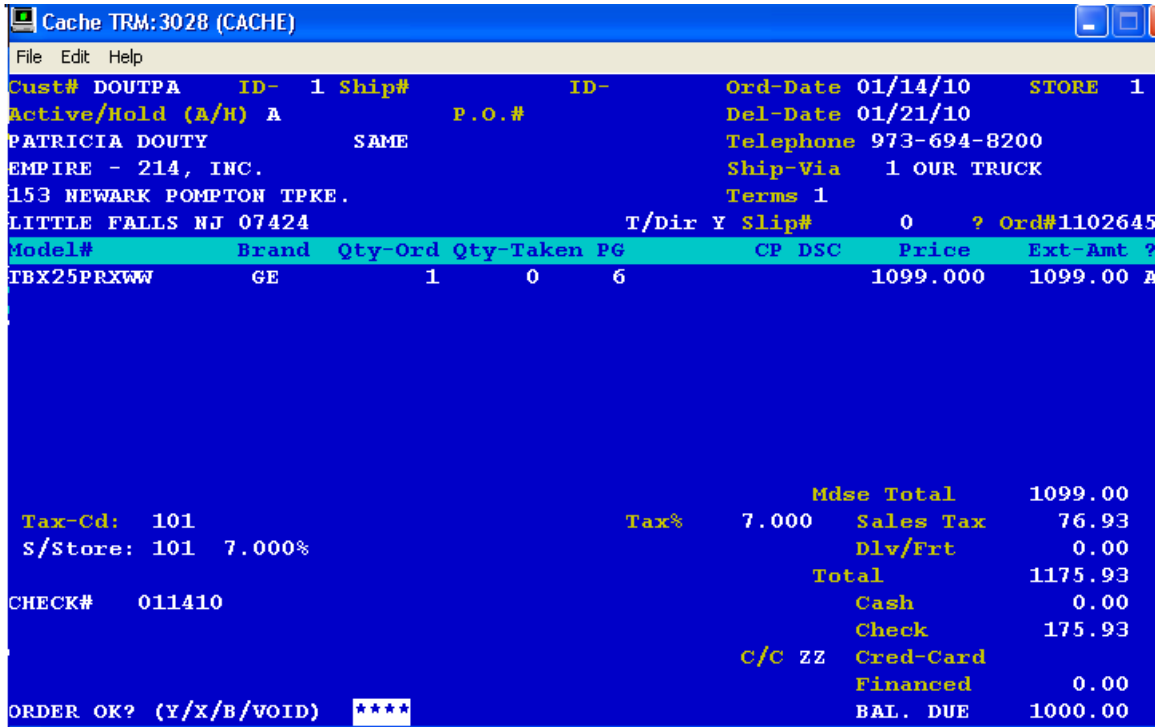 Cache TRM:3028 (CACHE)
File Edit Help
Cust# DOUTPA ID- 1 Ship# ID- Ord-Date 01/14/10 STORE 1
Active/Hold (A/H) A P.O.# Del-Date 01/21/10
PATRICIA DOUTY SAME Telephone 973-694-8200
EMPIRE - 214, INC. Ship-Via 1 OUR TRUCK
153 NEWARK POMPTON TPKE. Terms 1
LITTLE FALLS NJ 07424 T/Dir Y Slip# 0 ? Ord#1102645
Model# Brand Qty-Ord Qty-Taken PG CP DSC Price Ext-Amt ?
TBX25PRXWW GE 1 0 6 1099.000 1099.00 A
Mdse Total 1099.00
Tax-Cd: 101 Tax% 7.000 Sales Tax 76.93
S/Store: 101 7.000% Dlv/Frt 0.00
Total 1175.93
CHECK# 011410 Cash 0.00
Check 175.93
C/C ZZ Cred-Card
Financed 0.00
ORDER OK? (Y/X/B/VOID) **** BAL. DUE 1000.00